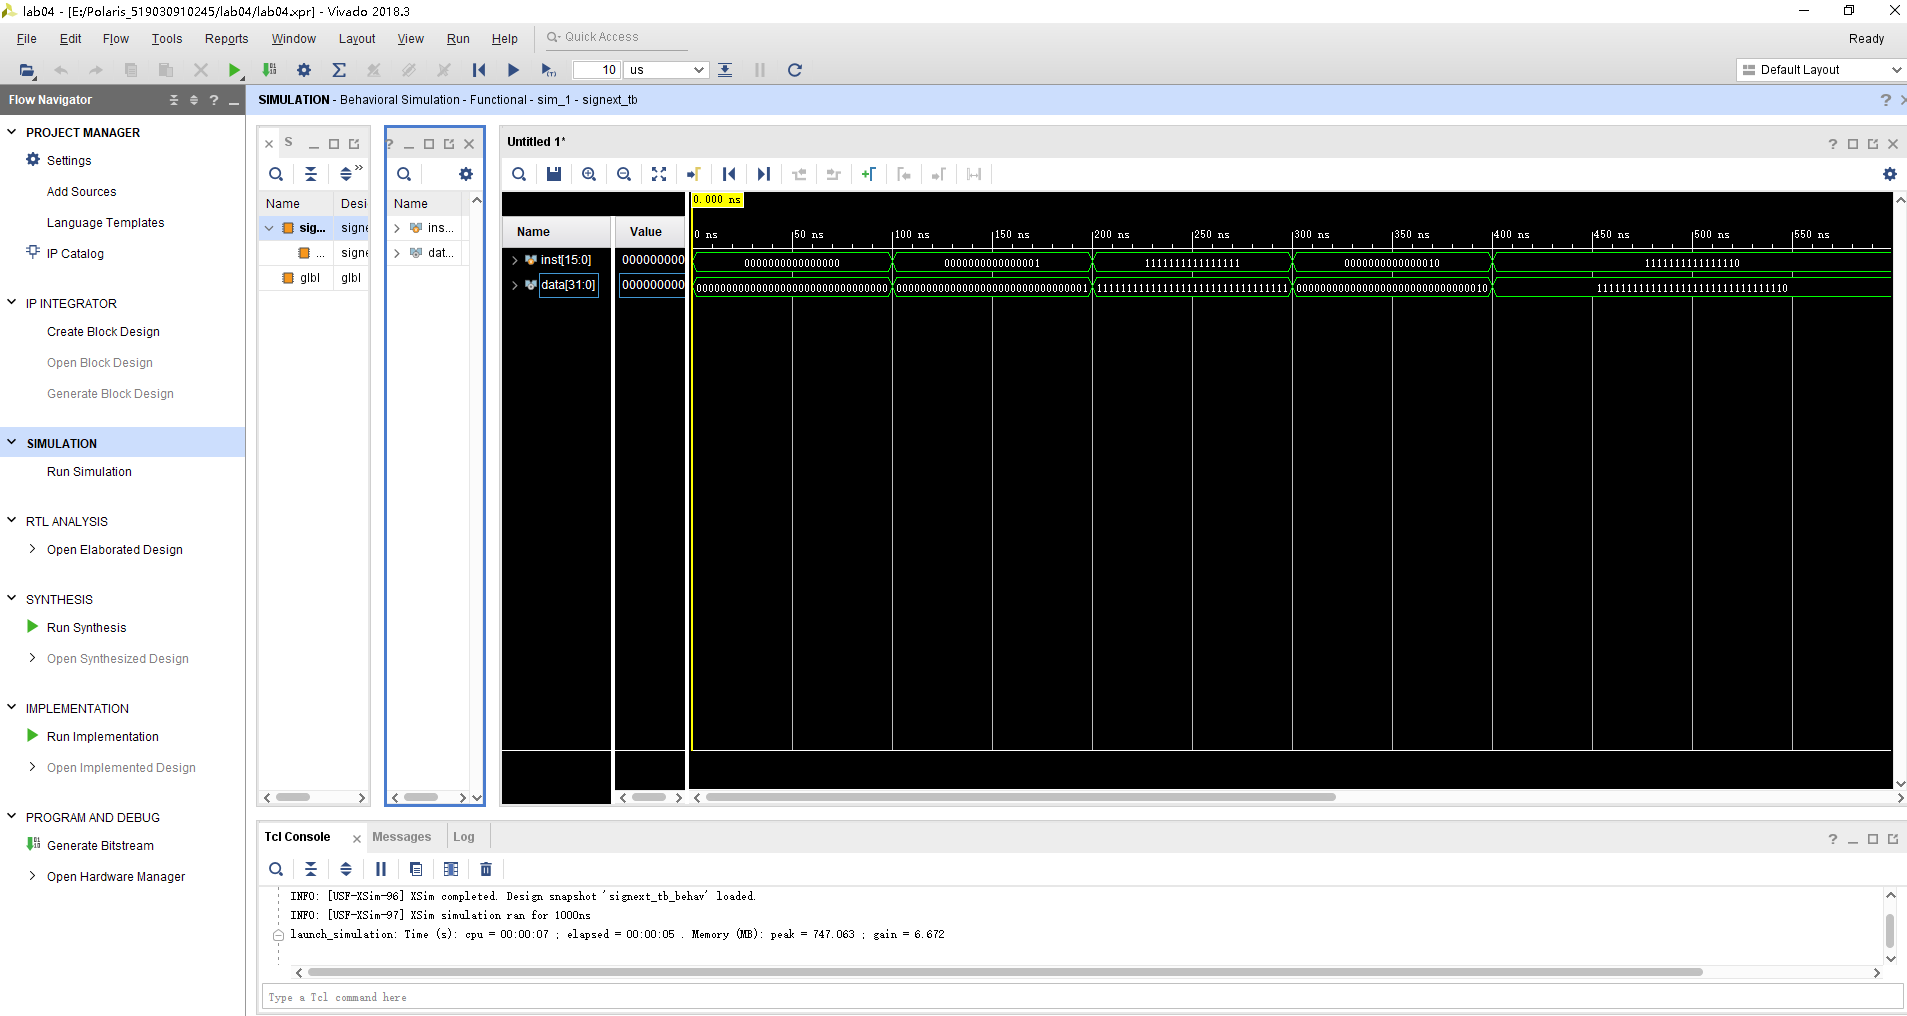 lab04 - [E:/Polaris_519030910245/lab04/lab04.xpr] - Vivado 2018.3
File Edit Flow Tools Reports Window Layout View Run Help Quick Access Ready
10 us Default Layout
Flow Navigator
PROJECT MANAGER
Settings
Add Sources
Language Templates
IP Catalog
IP INTEGRATOR
Create Block Design
Open Block Design
Generate Block Design
SIMULATION
Run Simulation
RTL ANALYSIS
Open Elaborated Design
SYNTHESIS
Run Synthesis
Open Synthesized Design
IMPLEMENTATION
Run Implementation
Open Implemented Design
PROGRAM AND DEBUG
Generate Bitstream
Open Hardware Manager
SIMULATION - Behavioral Simulation - Functional - sim_1 - signext_tb
S
Name Desi
sig... signe
... signe
glbl glbl
Name
ins...
dat...
Untitled 1*
0.000 ns
Name Value
0 ns 50 ns 100 ns 150 ns 200 ns 250 ns 300 ns 350 ns 400 ns 450 ns 500 ns 550 ns
inst[15:0] 000000000 0000000000000000 0000000000000001 1111111111111111 0000000000000010 1111111111111110
data[31:0] 000000000 00000000000000000000000000000000 00000000000000000000000000000001 11111111111111111111111111111111 00000000000000000000000000000010 11111111111111111111111111111110
Tcl Console Messages Log
INFO: [USF-XSim-96] XSim completed. Design snapshot 'signext_tb_behav' loaded.
INFO: [USF-XSim-97] XSim simulation ran for 1000ns
launch_simulation: Time (s): cpu = 00:00:07 ; elapsed = 00:00:05 . Memory (MB): peak = 747.063 ; gain = 6.672
Type a Tcl command here